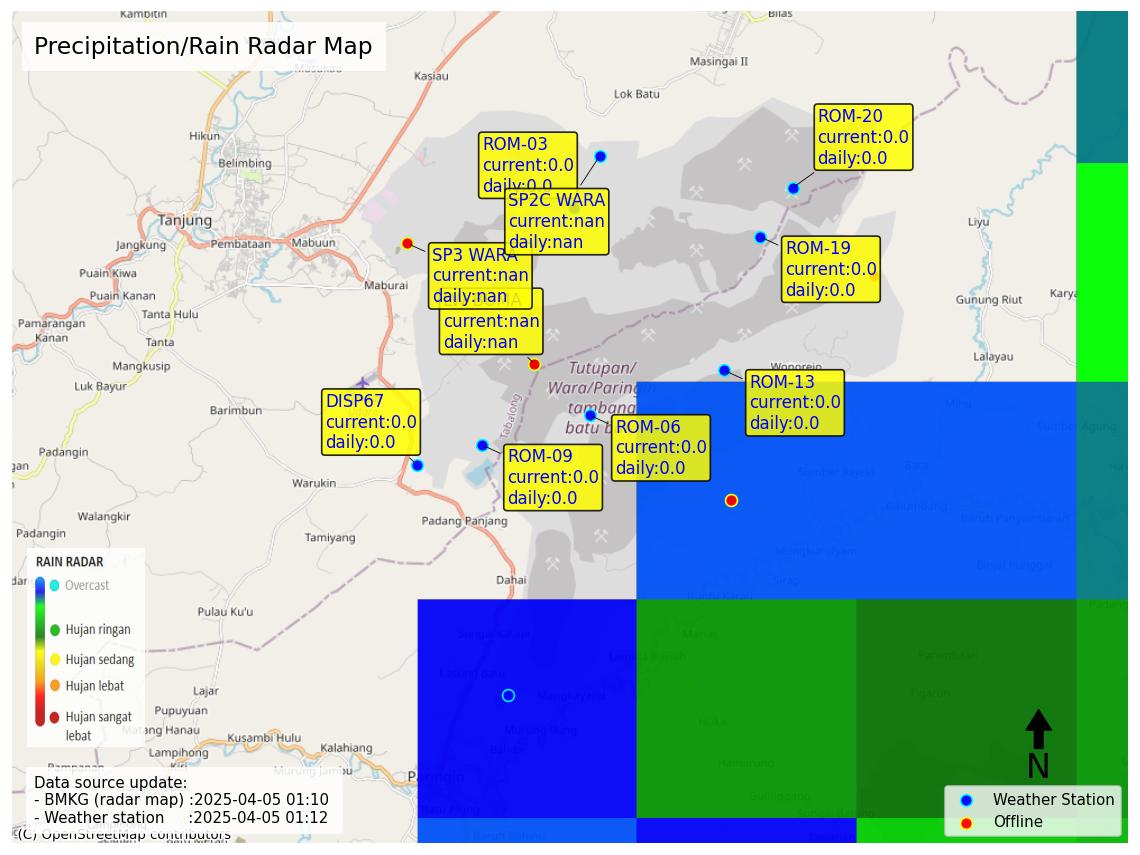 Precipitation/Rain Radar Map
Kambitin
Bilas
Masingai II
Kasiau
Lok Batu
Hikun
Belimbing
Tanjung
Jangkung
Pembataan
Mabuun
Puain Kiwa
Maburai
Puain Kanan
Tanta Hulu
Pamarangan
Kanan
Tanta
Mangkusip
Luk Bayur
Barimbun
Padangin
Warukin
Walangkir
Padangin
Tamiyang
Padang Panjang
Dahai
Pulau Ku'u
Lajar
Pupuyuan
Matang Hanau
Lampihong
Kusambi Hulu
Kalahiang
Murung Jambu
Paringin
Liyu
Gunung Riut
Karya
Lalayau
Wonorejo
Tabalong
Tutupan/
Wara/Paringin
tambang
batu b
ROM-03
current:0.0
daily:0.0
SP2C WARA
current:nan
daily:nan
SP3 WARA
current:nan
daily:nan
current:nan
daily:nan
ROM-20
current:0.0
daily:0.0
ROM-19
current:0.0
daily:0.0
ROM-13
current:0.0
daily:0.0
ROM-06
current:0.0
daily:0.0
ROM-09
current:0.0
daily:0.0
DISP67
current:0.0
daily:0.0
Mangkayahu
Murung Ilung
RAIN RADAR
Overcast
Hujan ringan
Hujan sedang
Hujan lebat
Hujan sangat
lebat
Data source update:
- BMKG (radar map) :2025-04-05 01:10
- Weather station :2025-04-05 01:12
(C) OpenStreetMap contributors
N
Weather Station
Offline